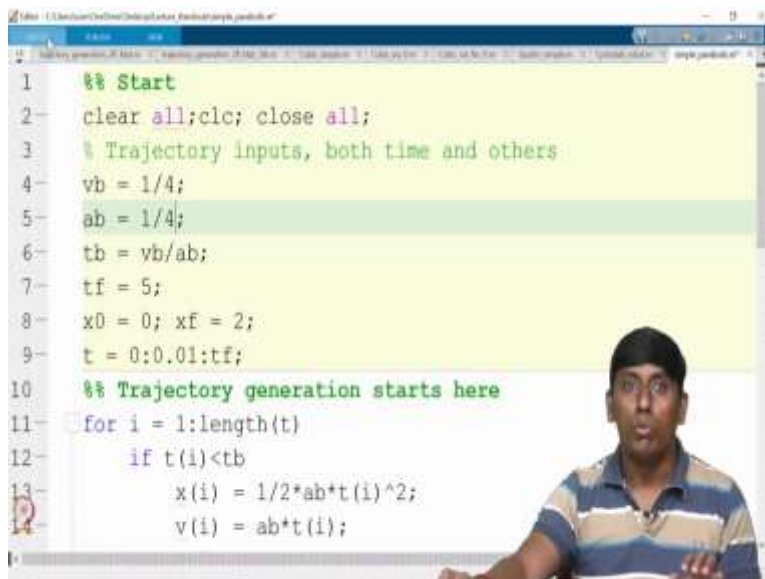 1 %% Start
2 clear all;clc; close all;
3 % Trajectory inputs, both time and others
4 vb = 1/4;
5 ab = 1/4;
6 tb = vb/ab;
7 tf = 5;
8 x0 = 0; xf = 2;
9 t = 0:0.01:tf;
10 %% Trajectory generation starts here
11 for i = 1:length(t)
12 if t(i)<tb
13 x(i) = 1/2*ab*t(i)^2;
14 v(i) = ab*t(i);